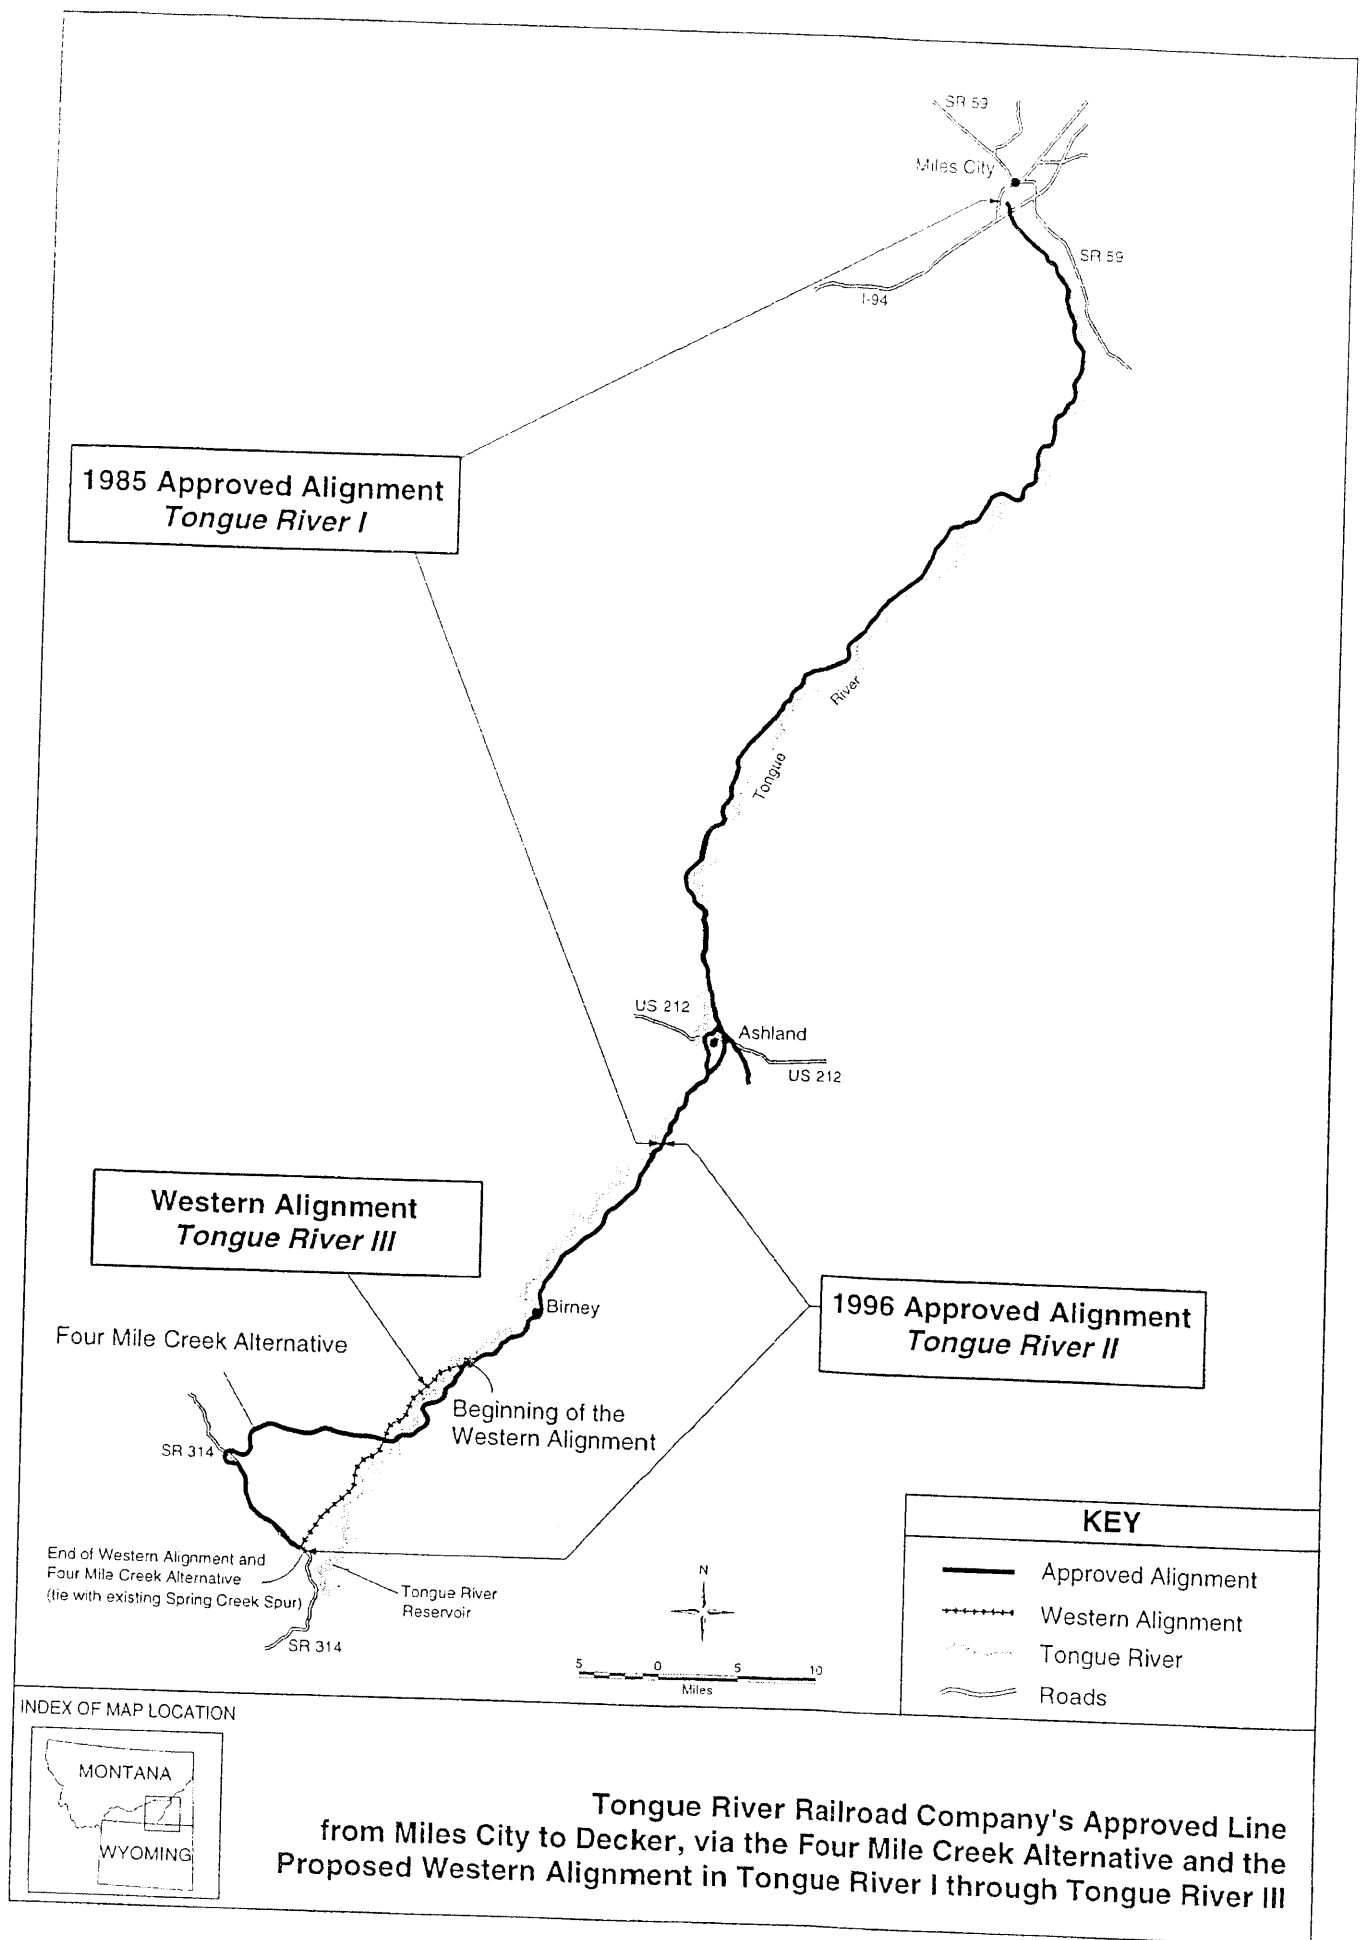 SR 59
Miles City
SR 59
I-94
1985 Approved Alignment
Tongue River I
River
Tongue
US 212
Ashland
US 212
Western Alignment
Tongue River III
1996 Approved Alignment
Tongue River II
Birney
Four Mile Creek Alternative
Beginning of the
Western Alignment
SR 314
End of Western Alignment and
Four Mile Creek Alternative
(tie with existing Spring Creek Spur)
Tongue River
Reservoir
SR 314
N
5 0 5 10
Miles
KEY
Approved Alignment
Western Alignment
Tongue River
Roads
INDEX OF MAP LOCATION
MONTANA
WYOMING
Tongue River Railroad Company's Approved Line
from Miles City to Decker, via the Four Mile Creek Alternative and the
Proposed Western Alignment in Tongue River I through Tongue River III